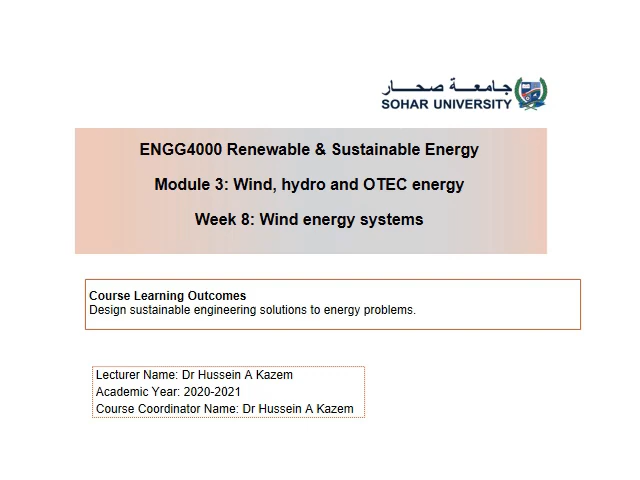 جامعة صحار
SOHAR UNIVERSITY
ENGG4000 Renewable & Sustainable Energy
Module 3: Wind, hydro and OTEC energy
Week 8: Wind energy systems
Course Learning Outcomes
Design sustainable engineering solutions to energy problems.
Lecturer Name: Dr Hussein A Kazem
Academic Year: 2020-2021
Course Coordinator Name: Dr Hussein A Kazem